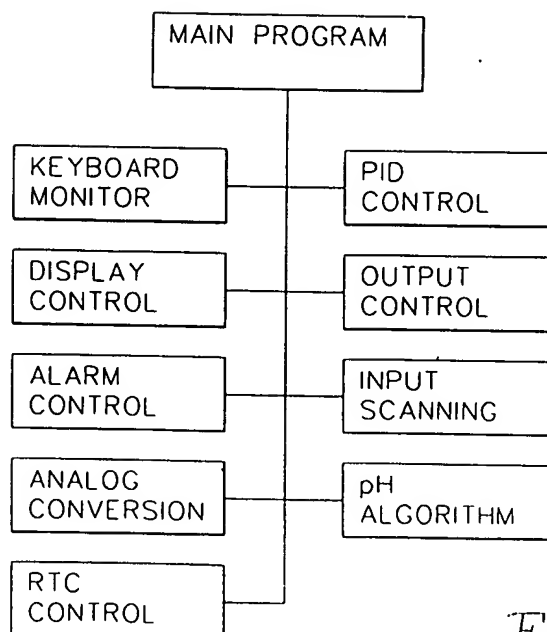 MAIN PROGRAM
KEYBOARD
MONITOR
PID
CONTROL
DISPLAY
CONTROL
OUTPUT
CONTROL
ALARM
CONTROL
INPUT
SCANNING
ANALOG
CONVERSION
pH
ALGORITHM
RTC
CONTROL